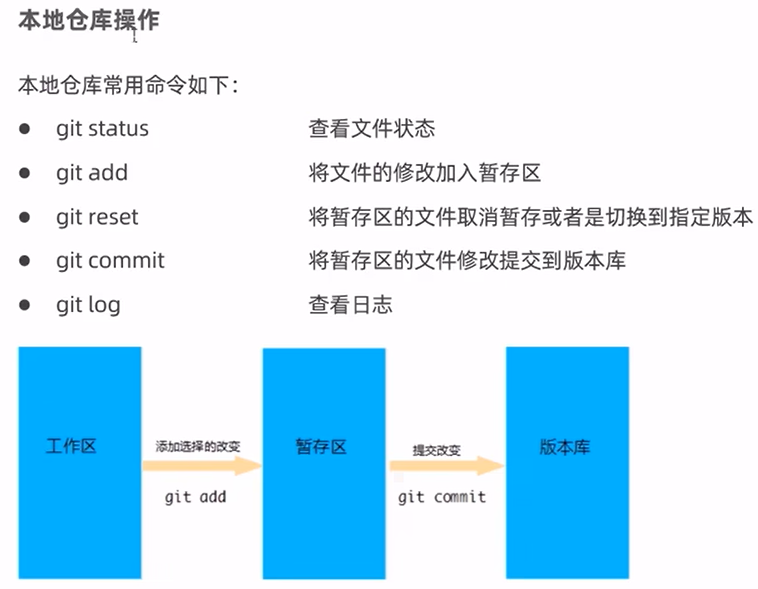 本地仓库操作
本地仓库常用命令如下：
● git status 查看文件状态
● git add 将文件的修改加入暂存区
● git reset 将暂存区的文件取消暂存或者是切换到指定版本
● git commit 将暂存区的文件修改提交到版本库
● git log 查看日志
工作区
添加选择的改变
git add
暂存区
提交改变
git commit
版本库